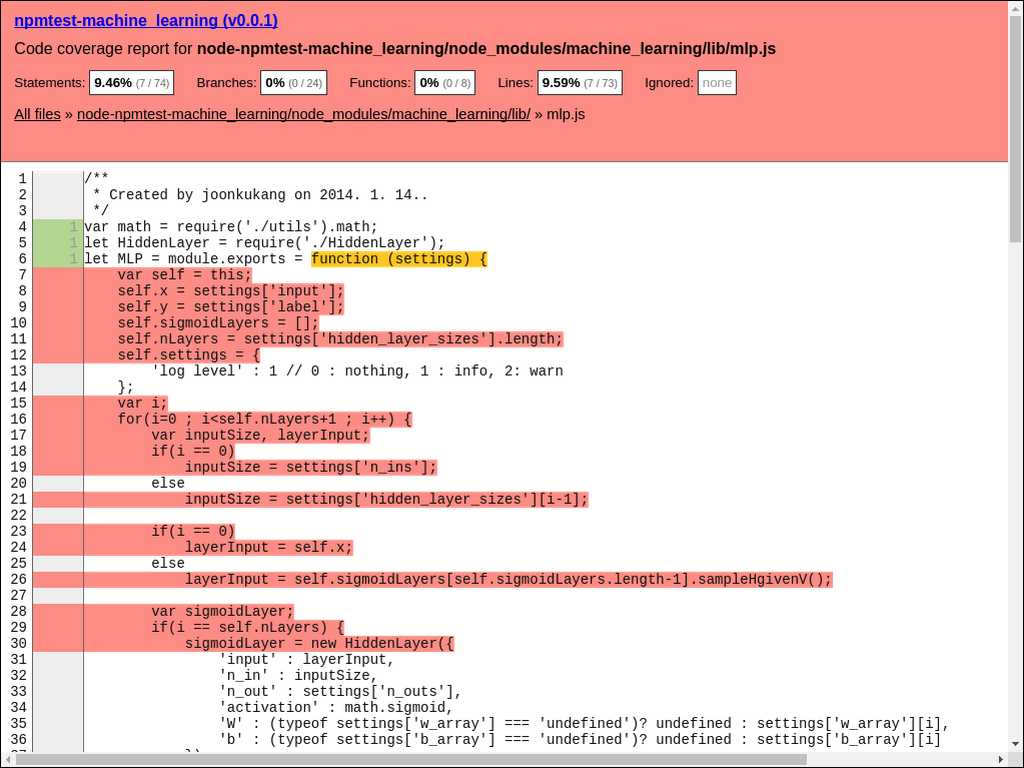 npmtest-machine_learning (v0.0.1)
Code coverage report for node-npmtest-machine_learning/node_modules/machine_learning/lib/mlp.js
Statements: 9.46% (7 / 74) Branches: 0% (0 / 24) Functions: 0% (0 / 8) Lines: 9.59% (7 / 73) Ignored: none
All files » node-npmtest-machine_learning/node_modules/machine_learning/lib/ » mlp.js
1 /**
2  * Created by joonkukang on 2014. 1. 14..
3  */
4 1 var math = require('./utils').math;
5 1 let HiddenLayer = require('./HiddenLayer');
6 1 let MLP = module.exports = function (settings) {
7     var self = this;
8     self.x = settings['input'];
9     self.y = settings['label'];
10     self.sigmoidLayers = [];
11     self.nLayers = settings['hidden_layer_sizes'].length;
12     self.settings = {
13         'log level' : 1 // 0 : nothing, 1 : info, 2: warn
14     };
15     var i;
16     for(i=0 ; i<self.nLayers+1 ; i++) {
17         var inputSize, layerInput;
18         if(i == 0)
19             inputSize = settings['n_ins'];
20         else
21             inputSize = settings['hidden_layer_sizes'][i-1];
22
23         if(i == 0)
24             layerInput = self.x;
25         else
26             layerInput = self.sigmoidLayers[self.sigmoidLayers.length-1].sampleHgivenV();
27
28         var sigmoidLayer;
29         if(i == self.nLayers) {
30             sigmoidLayer = new HiddenLayer({
31                 'input' : layerInput,
32                 'n_in' : inputSize,
33                 'n_out' : settings['n_outs'],
34                 'activation' : math.sigmoid,
35                 'W' : (typeof settings['w_array'] === 'undefined')? undefined : settings['w_array'][i],
36                 'b' : (typeof settings['b_array'] === 'undefined')? undefined : settings['b_array'][i]